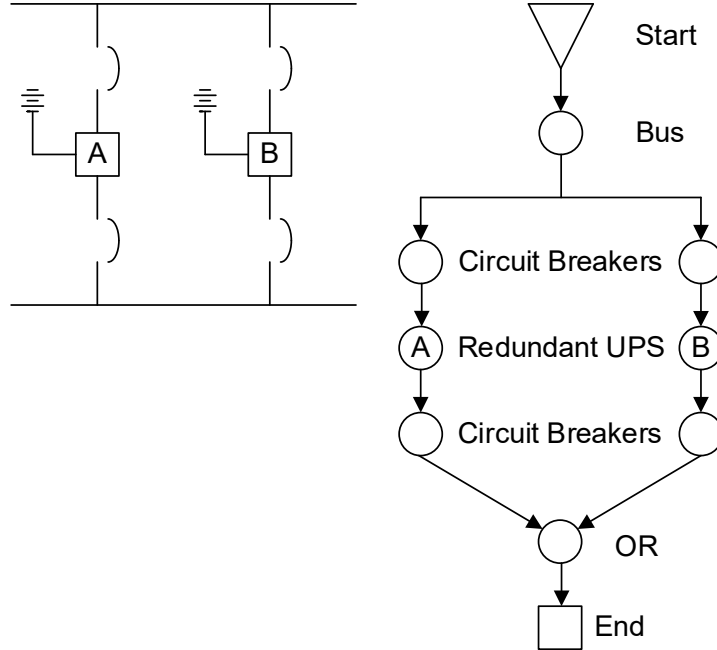 A
B
Start
Bus
Circuit Breakers
A
Redundant UPS
B
Circuit Breakers
OR
End